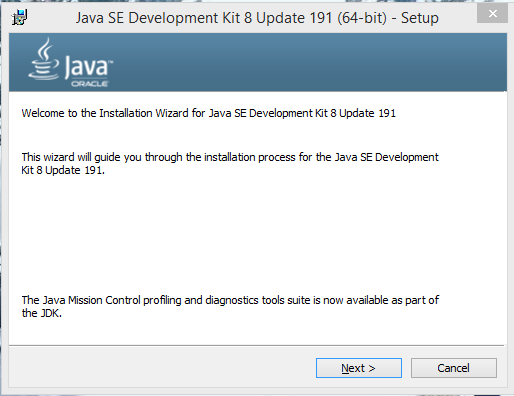 Java SE Development Kit 8 Update 191 (64-bit) - Setup
Java™
ORACLE
Welcome to the Installation Wizard for Java SE Development Kit 8 Update 191
This wizard will guide you through the installation process for the Java SE Development
Kit 8 Update 191.
The Java Mission Control profiling and diagnostics tools suite is now available as part of
the JDK.
Next > Cancel